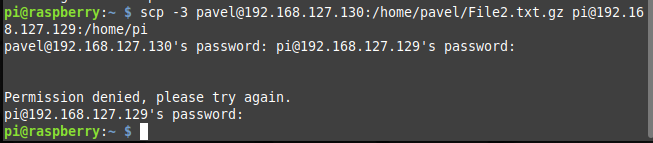 pi@raspberry:~ $ scp -3 pavel@192.168.127.130:/home/pavel/File2.txt.gz pi@192.16
8.127.129:/home/pi
pavel@192.168.127.130's password: pi@192.168.127.129's password:
Permission denied, please try again.
pi@192.168.127.129's password:
pi@raspberry:~ $